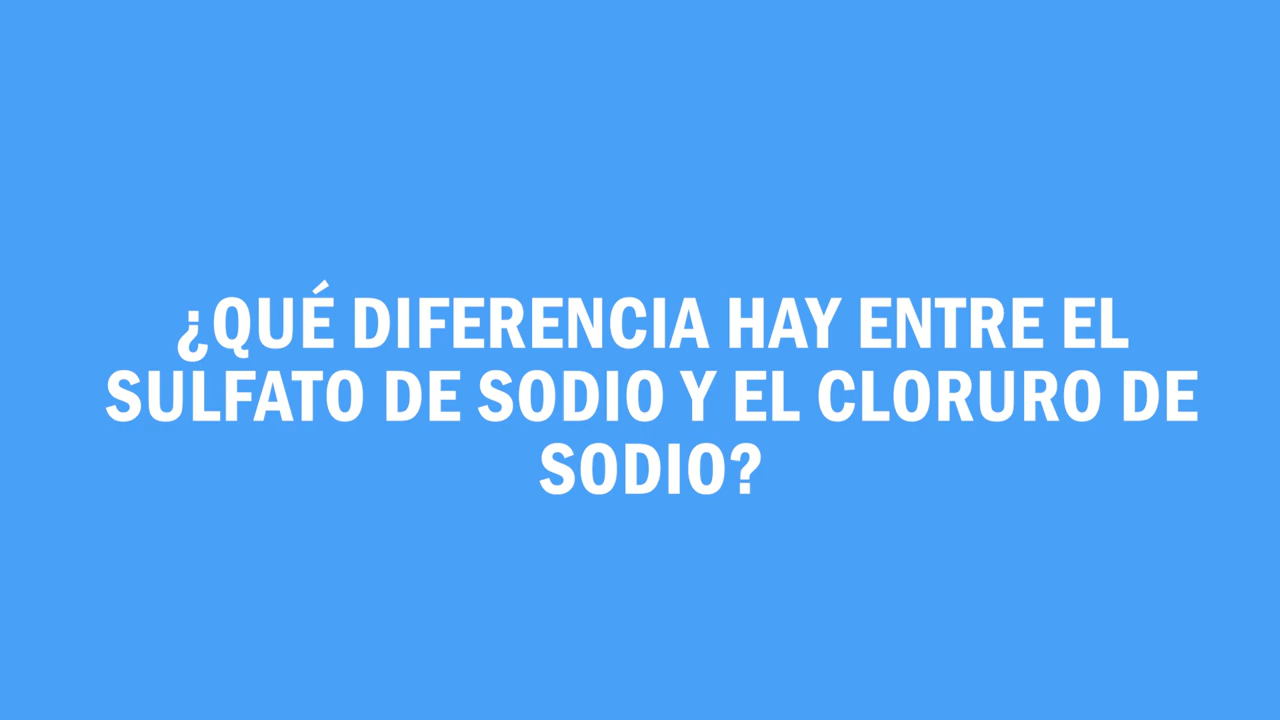 ¿QUÉ DIFERENCIA HAY ENTRE EL
SULFATO DE SODIO Y EL CLORURO DE
SODIO?